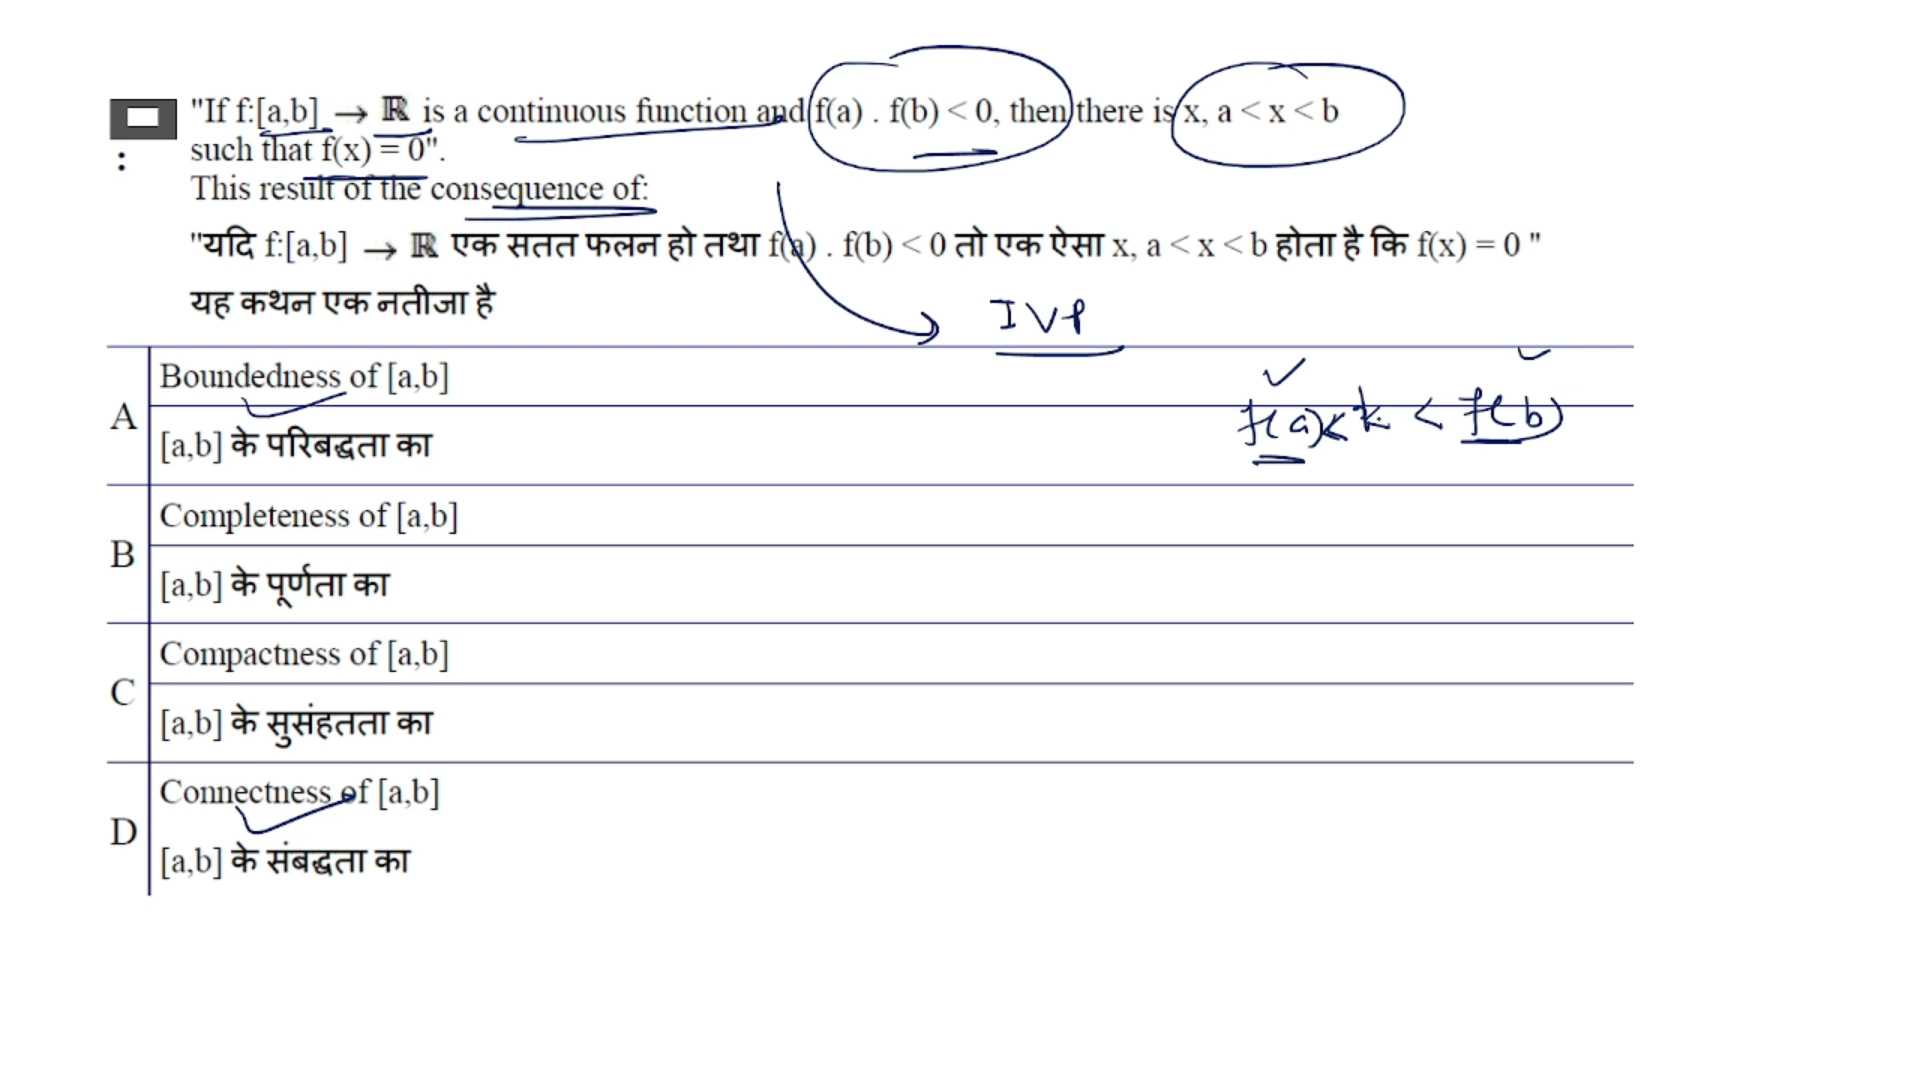 "If f:[a,b] → ℝ is a continuous function and f(a) . f(b) < 0, then there is x, a < x < b
:
such that f(x) = 0".
This result of the consequence of:
"यदि f:[a,b] → ℝ एक सतत फलन हो तथा f(a) . f(b) < 0 तो एक ऐसा x, a < x < b होता है कि f(x) = 0 "
यह कथन एक नतीजा है
IVP
A
Boundedness of [a,b]
f(a) < k < f(b)
[a,b] के परिबद्धता का
B
Completeness of [a,b]
[a,b] के पूर्णता का
C
Compactness of [a,b]
[a,b] के सुसंहतता का
D
Connectness of [a,b]
[a,b] के संबद्धता का